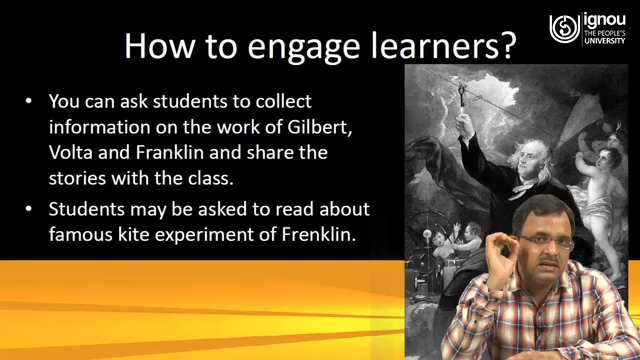 ignou
THE PEOPLE'S
UNIVERSITY
How to engage learners?
• You can ask students to collect
information on the work of Gilbert,
Volta and Franklin and share the
stories with the class.
• Students may be asked to read about
famous kite experiment of Frenklin.